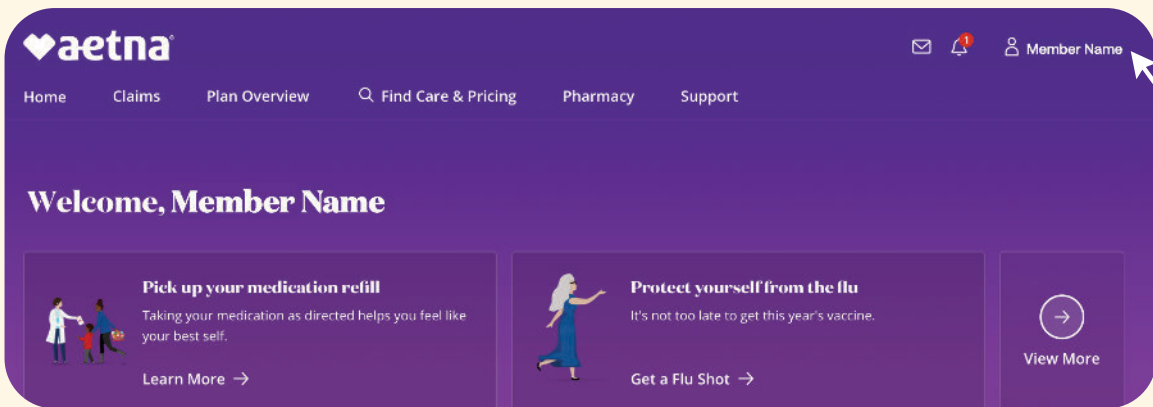 aetna®
1
Member Name
Home Claims Plan Overview Find Care & Pricing Pharmacy Support
Welcome, Member Name
Pick up your medication refill
Taking your medication as directed helps you feel like
your best self.
Learn More →
Protect yourself from the flu
It's not too late to get this year's vaccine.
Get a Flu Shot →
View More